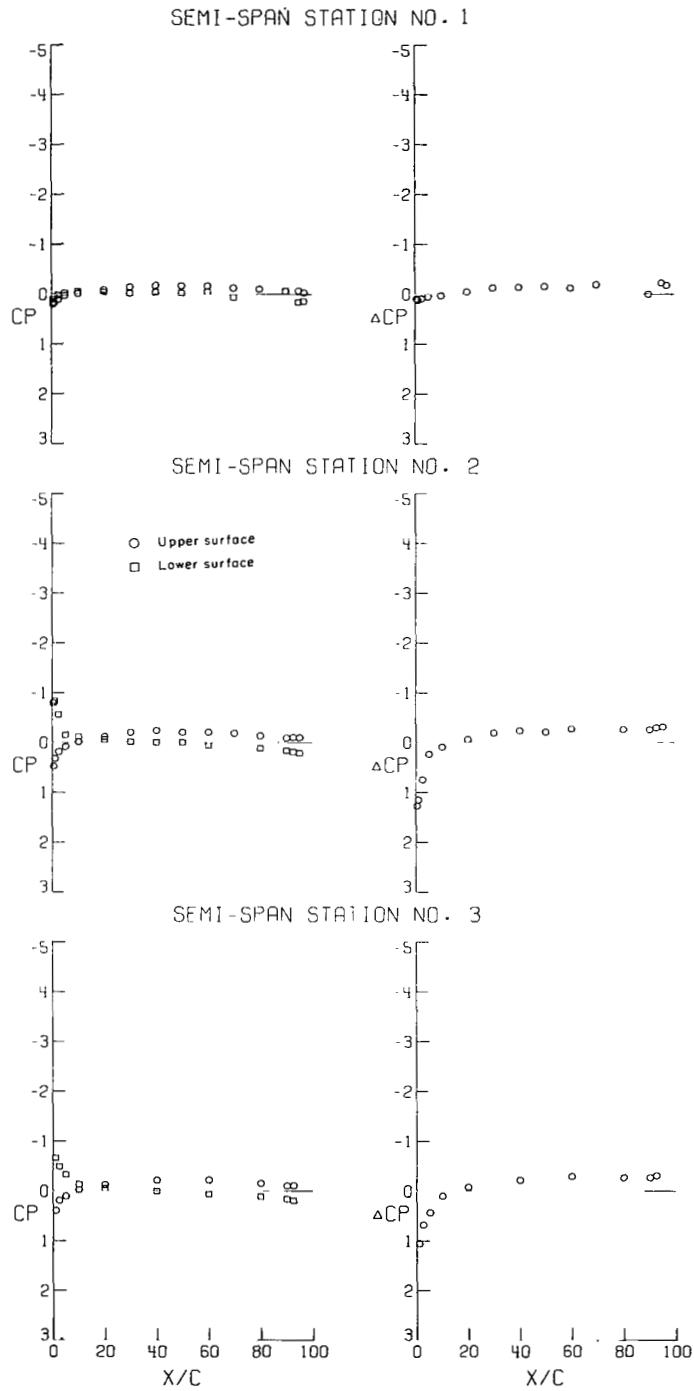 SEMI-SPAN STATION NO. 1
-5 -5
-4 -4
-3 -3
-2 -2
-1 -1
0 0
CP ΔCP
1 1
2 2
3 3
SEMI-SPAN STATION NO. 2
-5 -5
○ Upper surface
-4 -4
□ Lower surface
-3 -3
-2 -2
-1 -1
0 0
CP ΔCP
1 1
2 2
3 3
SEMI-SPAN STATION NO. 3
-5 -5
-4 -4
-3 -3
-2 -2
-1 -1
0 0
CP ΔCP
1 1
2 2
3 3
0 20 40 60 80 100 0 20 40 60 80 100
X/C X/C